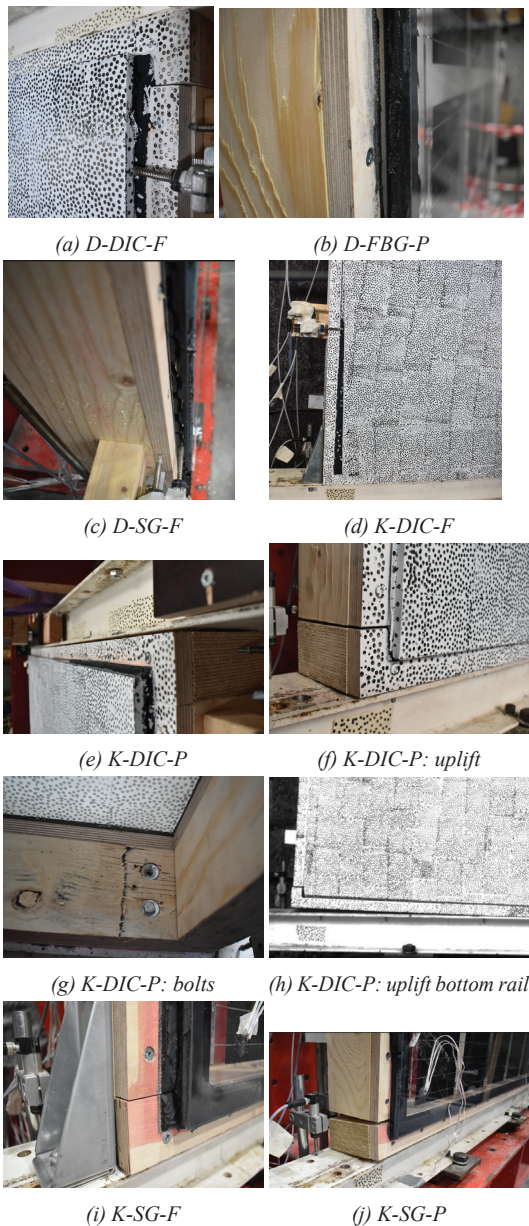 (a) D-DIC-F
(b) D-FBG-P
(c) D-SG-F
(d) K-DIC-F
(e) K-DIC-P
(f) K-DIC-P: uplift
(g) K-DIC-P: bolts
(h) K-DIC-P: uplift bottom rail
(i) K-SG-F
(j) K-SG-P